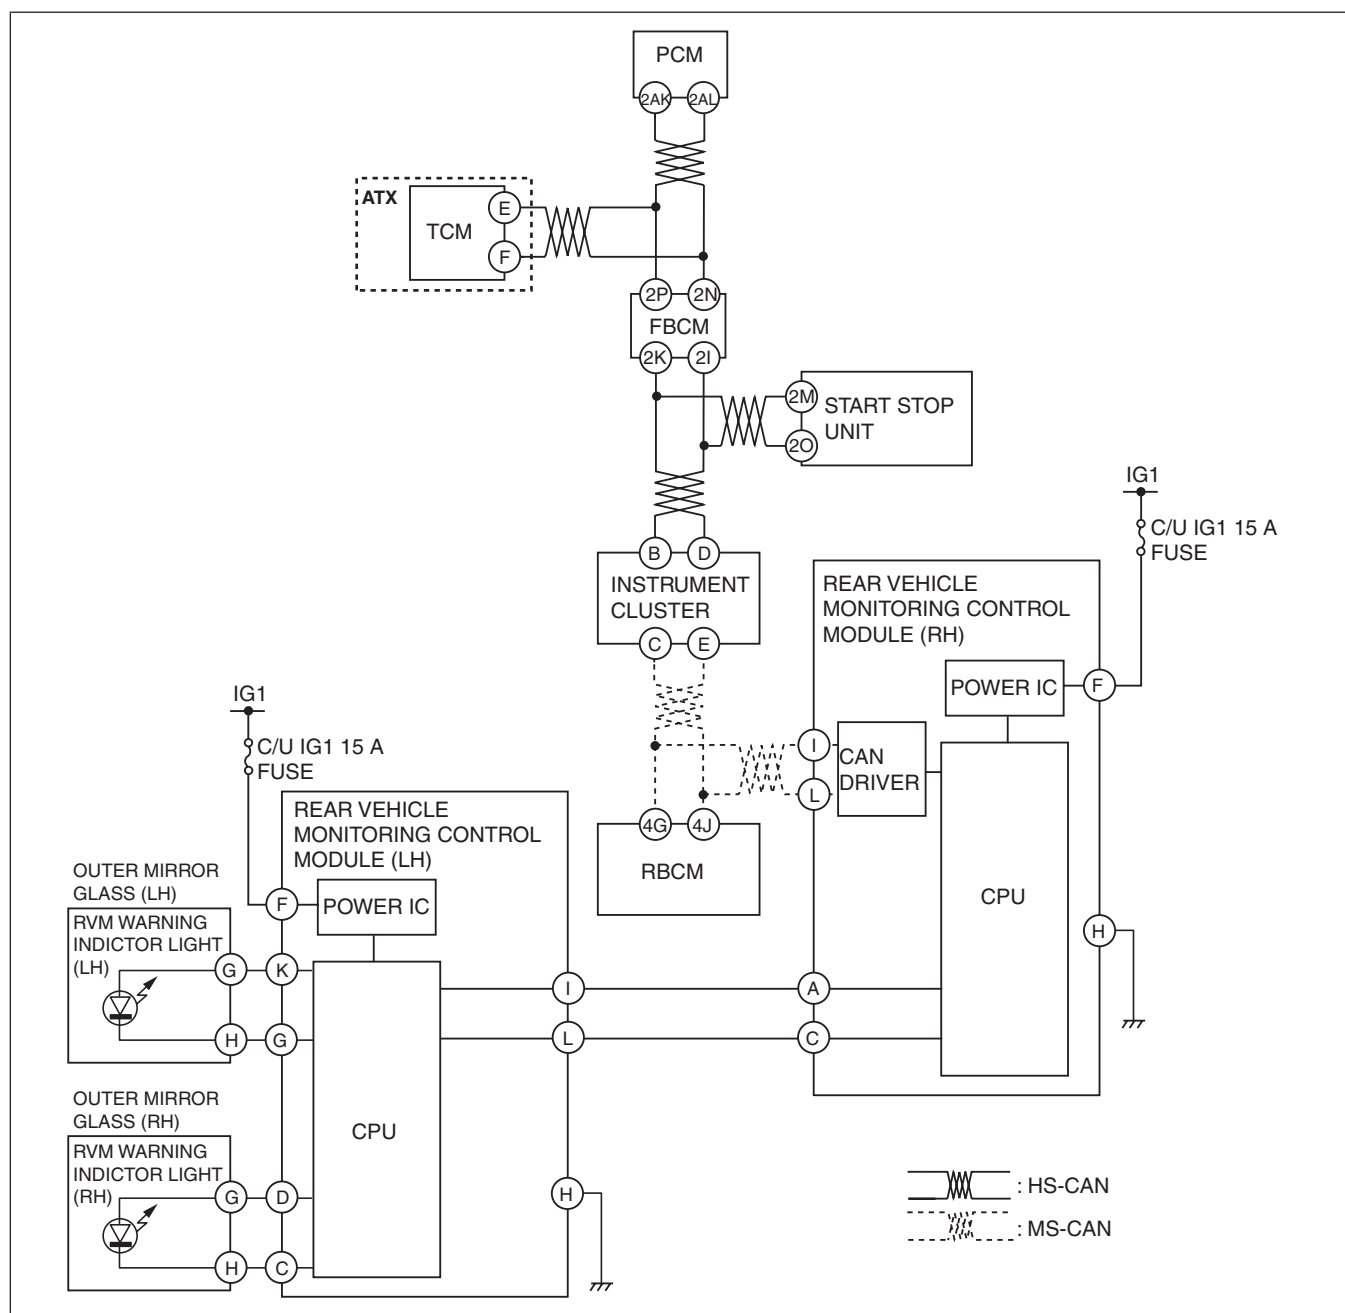 PCM
2AK
2AL
ATX
TCM
E
F
2P
2N
FBCM
2K
2I
2M
2O
START STOP
UNIT
IG1
C/U IG1 15 A
FUSE
B
D
INSTRUMENT
CLUSTER
C
E
REAR VEHICLE
MONITORING CONTROL
MODULE (RH)
POWER IC
F
I
L
CAN
DRIVER
CPU
H
A
C
4G
4J
RBCM
IG1
C/U IG1 15 A
FUSE
REAR VEHICLE
MONITORING CONTROL
MODULE (LH)
F
POWER IC
OUTER MIRROR
GLASS (LH)
RVM WARNING
INDICTOR LIGHT
(LH)
G
K
H
G
I
L
CPU
OUTER MIRROR
GLASS (RH)
RVM WARNING
INDICTOR LIGHT
(RH)
G
D
H
C
H
: HS-CAN
: MS-CAN